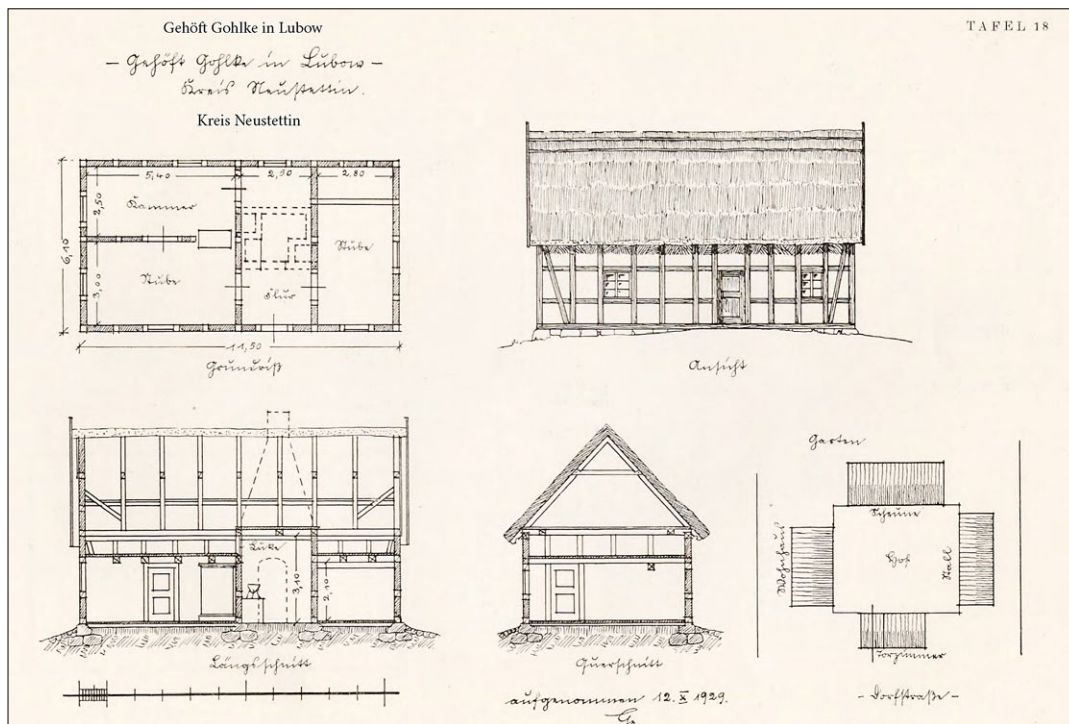 Gehöft Gohlke in Lubow
TAFEL 18
– Gehöft Gohlke in Lubow –
Kreis Neustettin.
Kreis Neustettin
5,40
2,90
2,80
Kammer
2,50
6,10
Stube
Stube
3,00
Flur
11,50
Grundriß
Ansicht
Luke
3,10
2,10
Längsschnitt
Querschnitt
Garten
Scheune
Wohnhaus
Hof
Stall
Torzimmer
– Dorfstraße –
aufgenommen 12. X 1929.